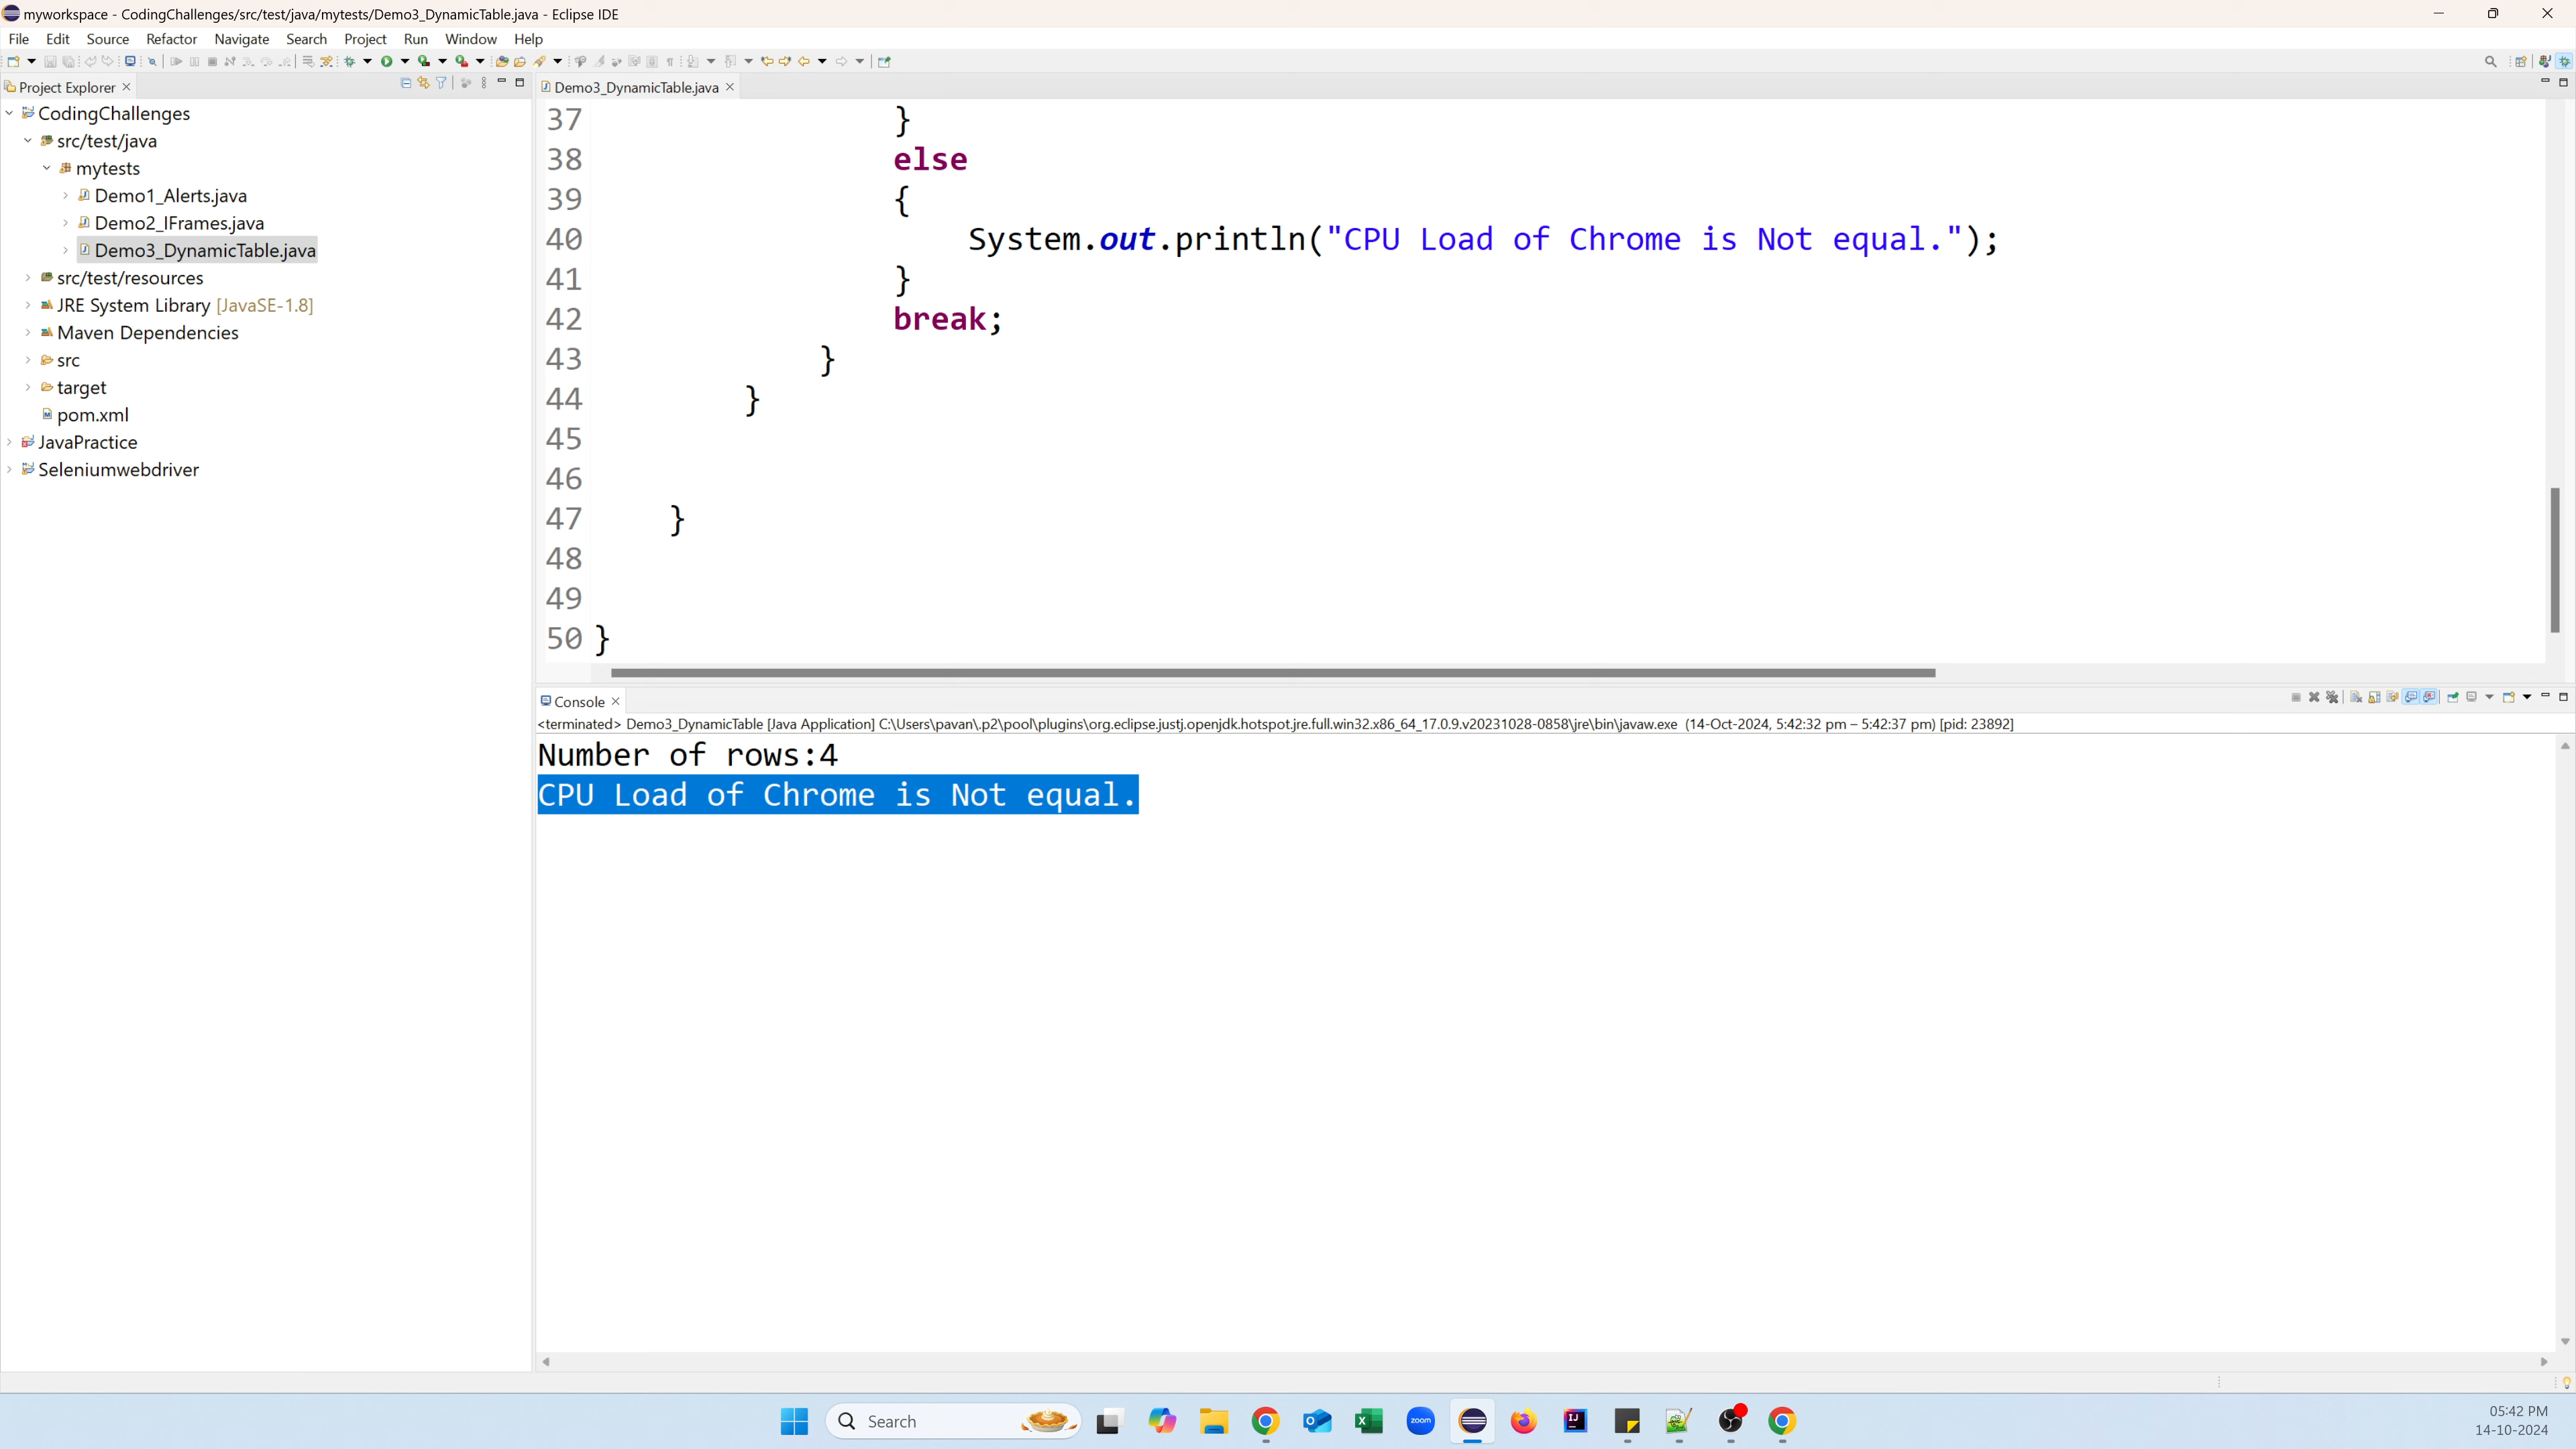 myworkspace - CodingChallenges/src/test/java/mytests/Demo3_DynamicTable.java - Eclipse IDE
File Edit Source Refactor Navigate Search Project Run Window Help
Project Explorer
Demo3_DynamicTable.java
CodingChallenges
src/test/java
mytests
Demo1_Alerts.java
Demo2_IFrames.java
Demo3_DynamicTable.java
src/test/resources
JRE System Library [JavaSE-1.8]
Maven Dependencies
src
target
pom.xml
JavaPractice
Seleniumwebdriver
37 }
38 else
39 {
40 System.out.println("CPU Load of Chrome is Not equal.");
41 }
42 break;
43 }
44 }
45
46
47 }
48
49
50 }
Console
<terminated> Demo3_DynamicTable [Java Application] C:\Users\pavan\.p2\pool\plugins\org.eclipse.justj.openjdk.hotspot.jre.full.win32.x86_64_17.0.9.v20231028-0858\jre\bin\javaw.exe (14-Oct-2024, 5:42:32 pm – 5:42:37 pm) [pid: 23892]
Number of rows:4
CPU Load of Chrome is Not equal.
Search
zoom
05:42 PM
14-10-2024